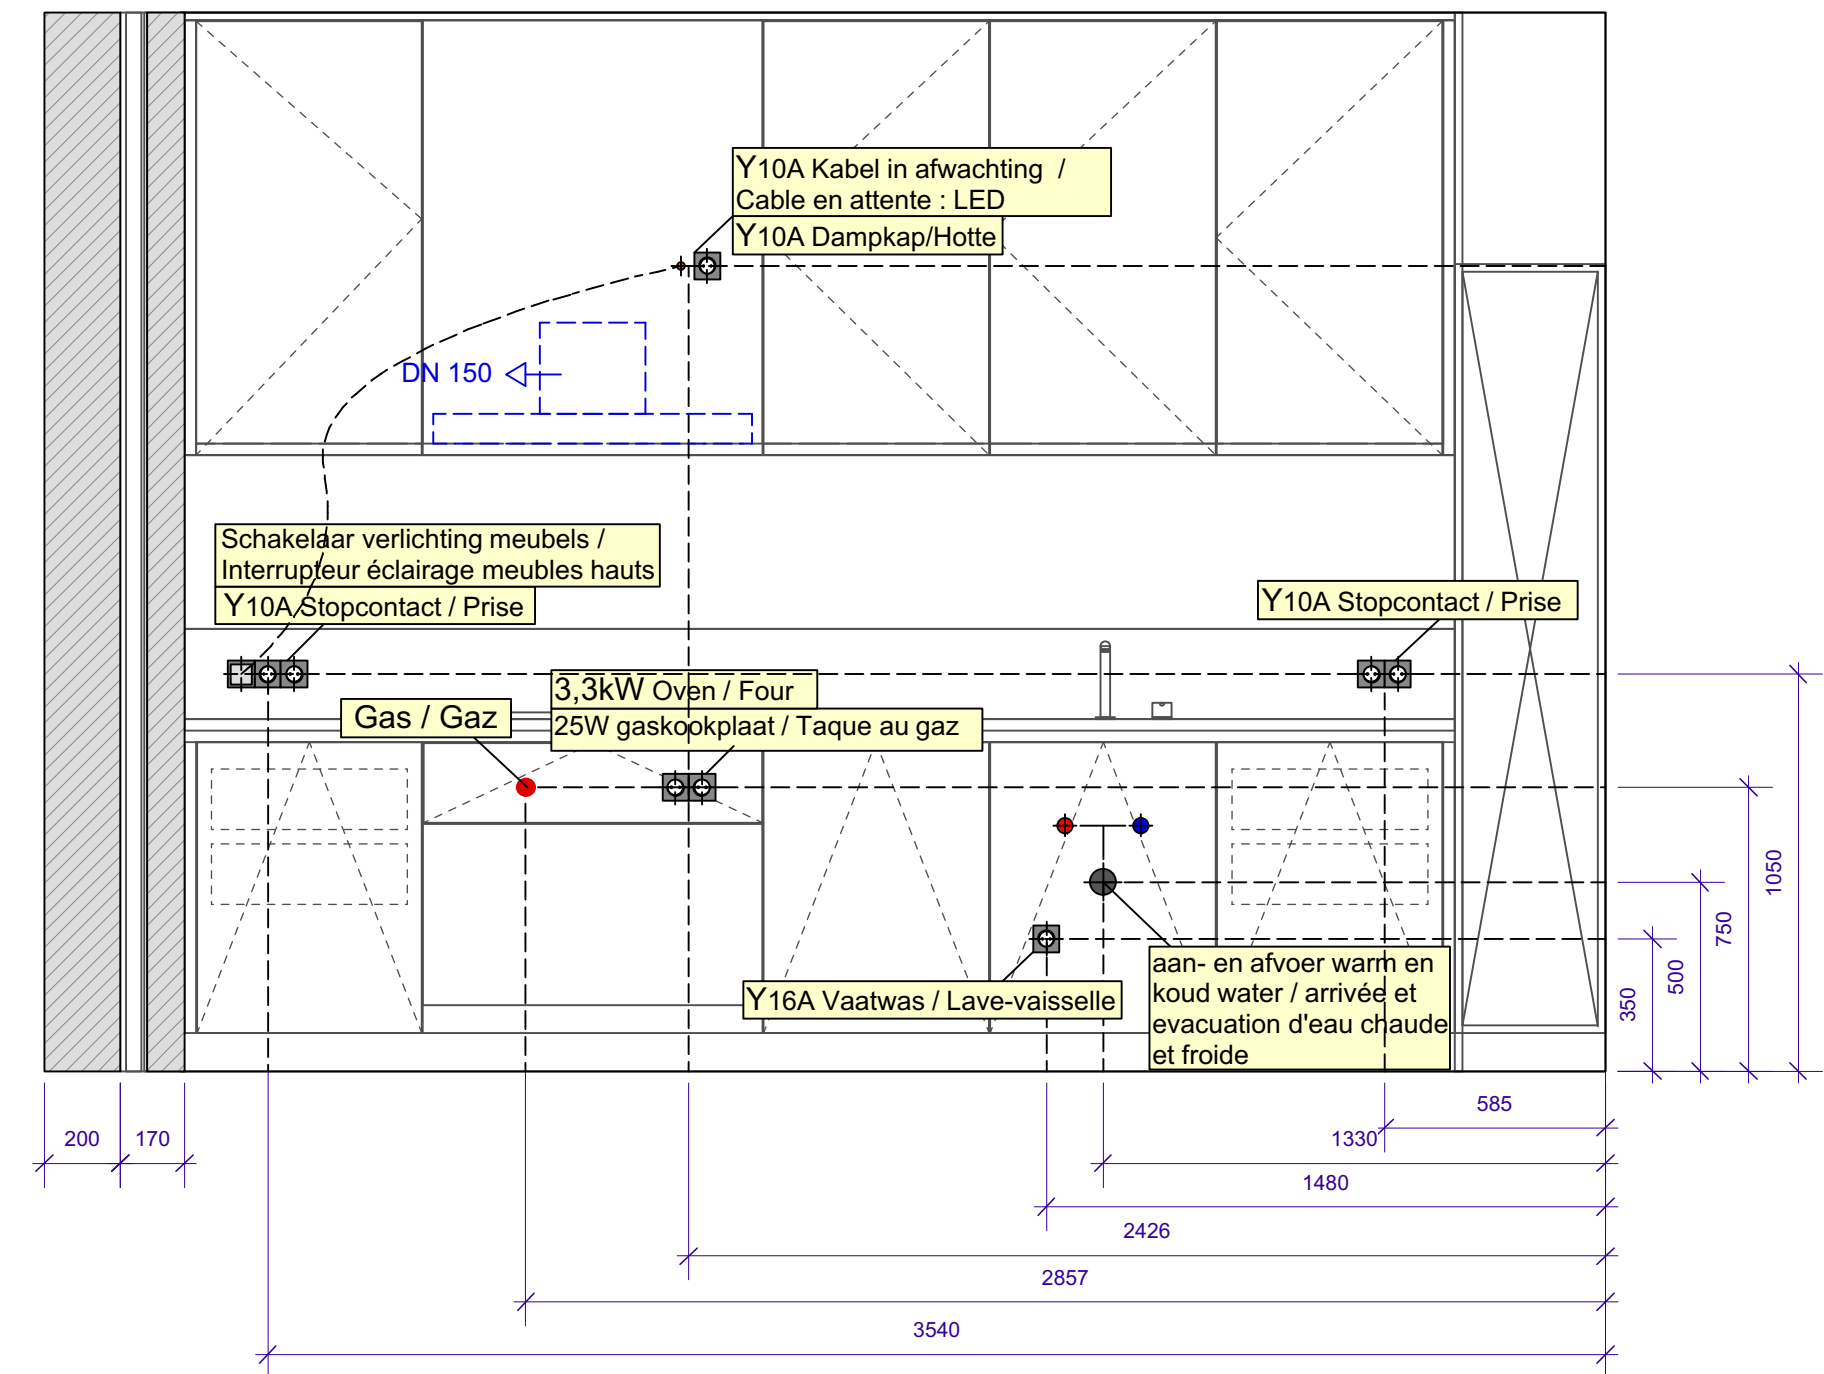 Y10A Kabel in afwachting /
Cable en attente : LED
Y10A Dampkap/Hotte
DN 150
Schakelaar verlichting meubels /
Interrupteur éclairage meubles hauts
Y10A Stopcontact / Prise
Y10A Stopcontact / Prise
3,3kW Oven / Four
Gas / Gaz
25W gaskookplaat / Taque au gaz
Y16A Vaatwas / Lave-vaisselle
aan- en afvoer warm en
koud water / arrivée et
evacuation d'eau chaude
et froide
350
500
750
1050
200
170
585
1330
1480
2426
2857
3540